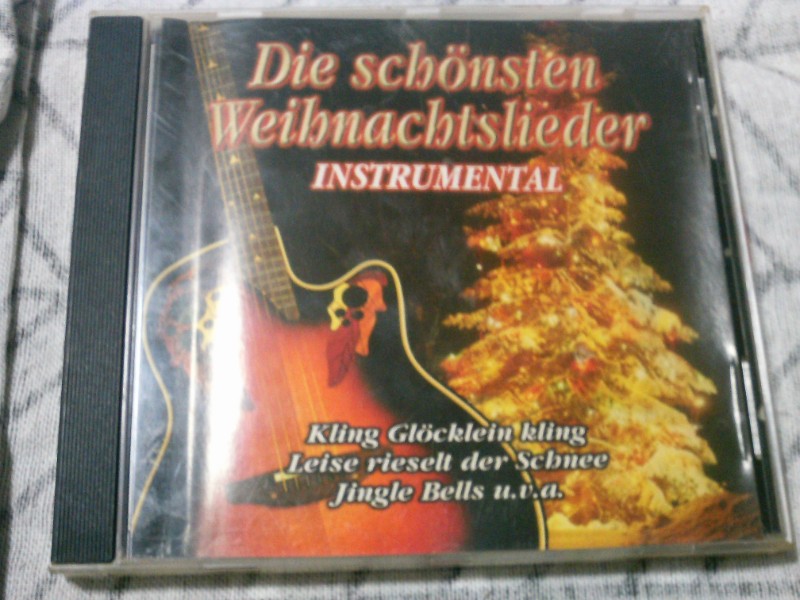 Die schönsten
Weihnachtslieder
INSTRUMENTAL
Kling Glöcklein kling
Leise rieselt der Schnee
Jingle Bells u.v.a.